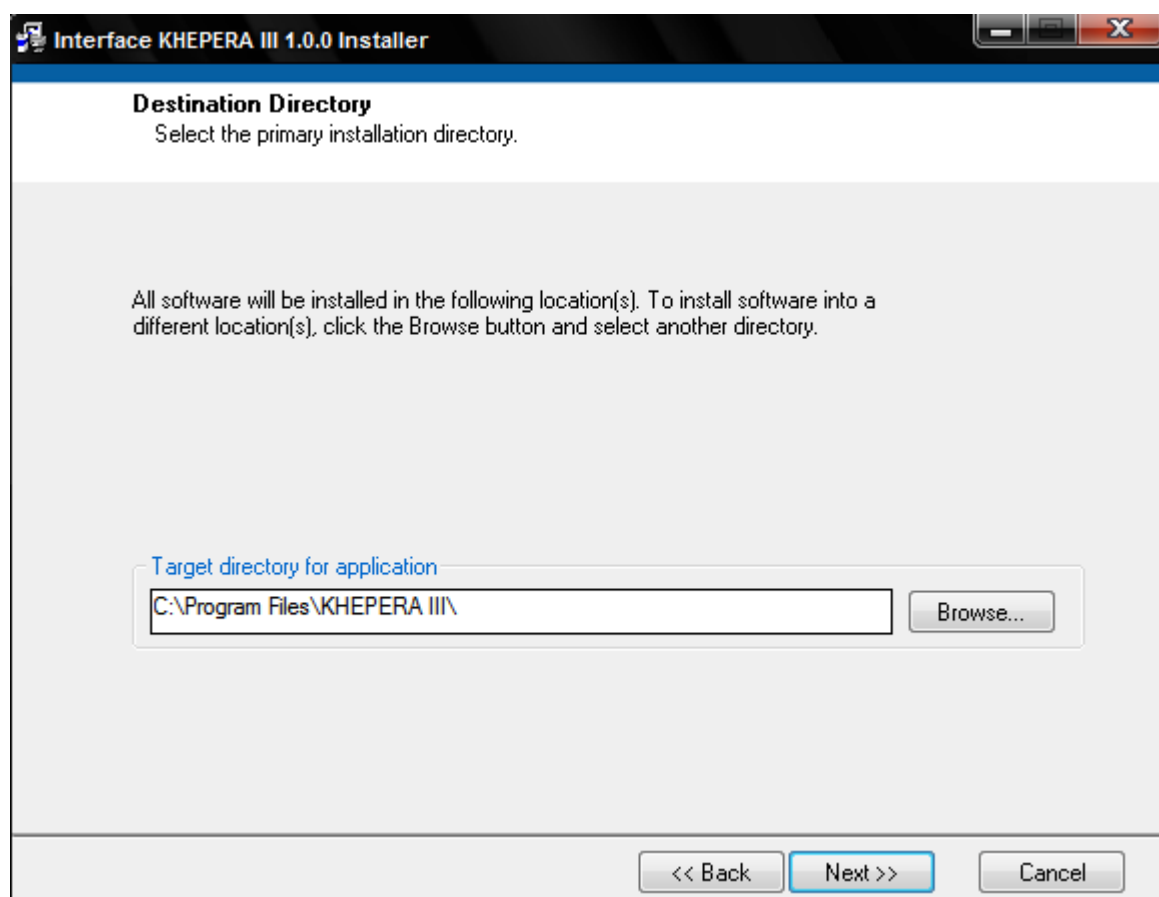 Interface KHEPERA III 1.0.0 Installer
Destination Directory
Select the primary installation directory.
All software will be installed in the following location(s). To install software into a
different location(s), click the Browse button and select another directory.
Target directory for application
C:\Program Files\KHEPERA III\
Browse...
<< Back
Next >>
Cancel